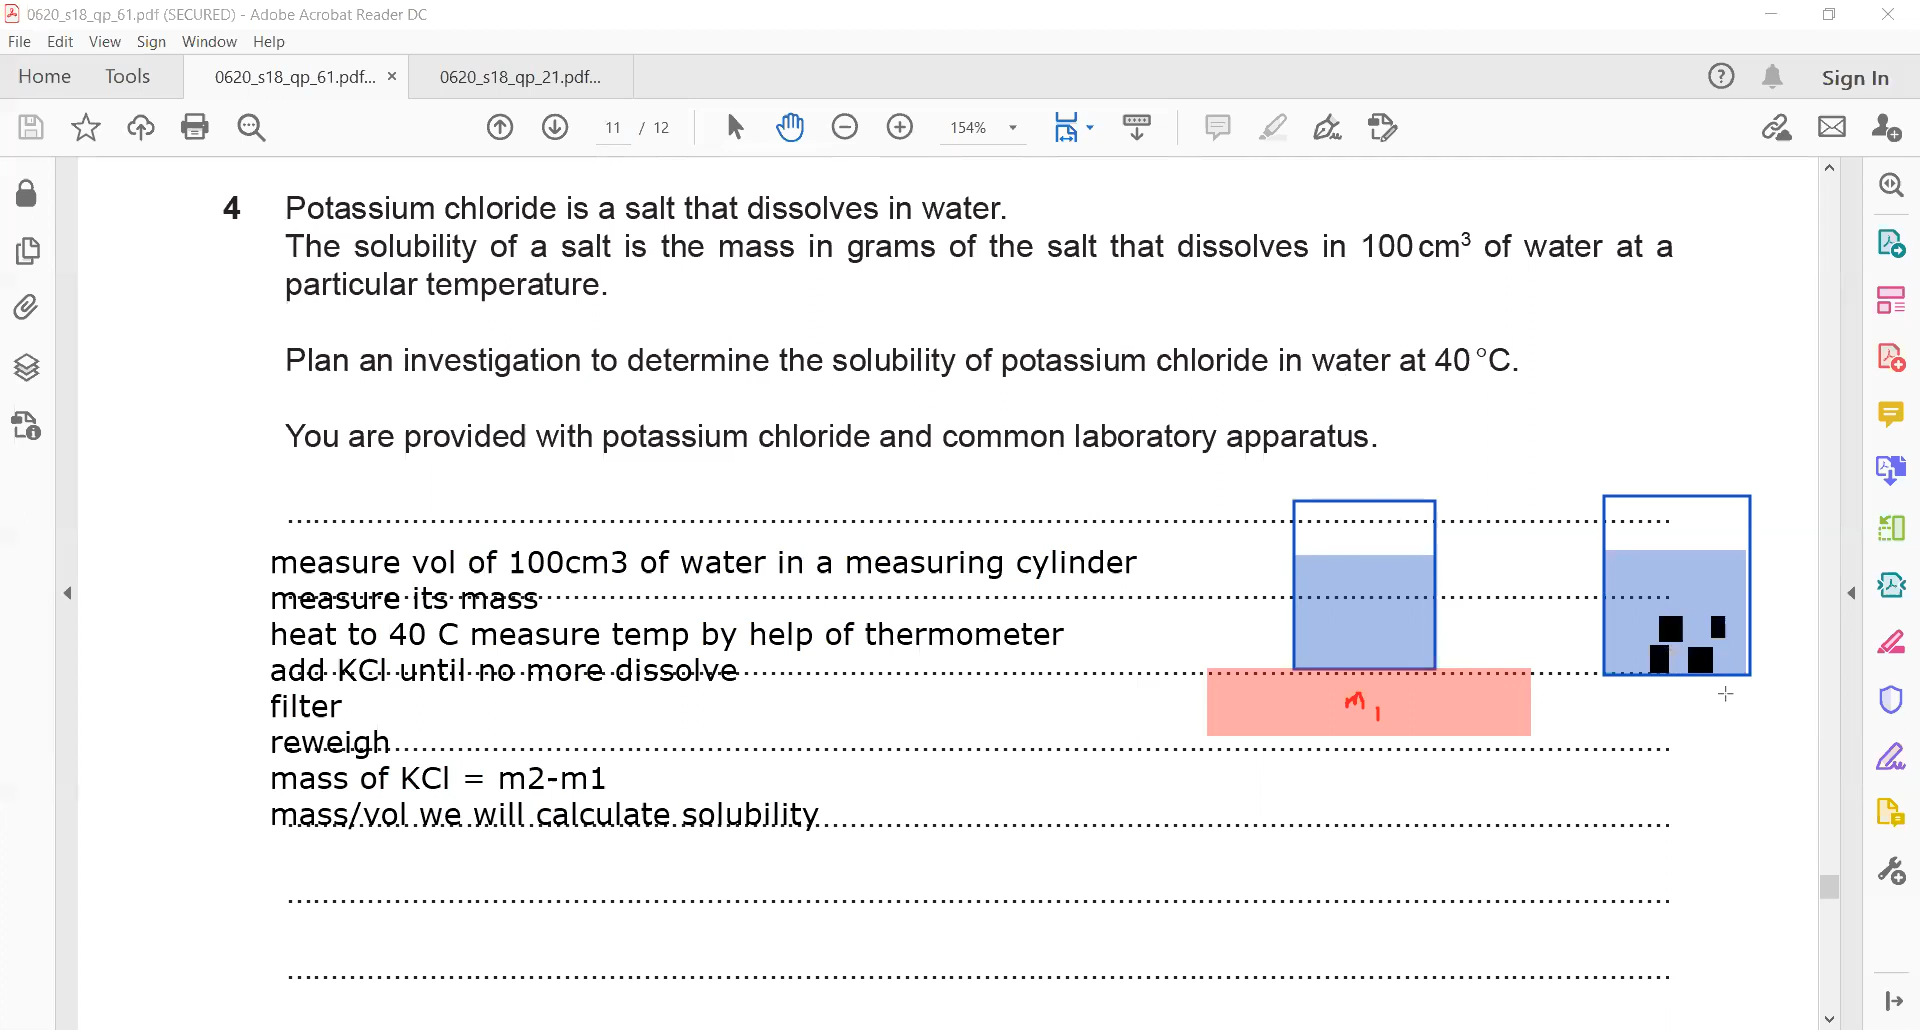 0620_s18_qp_61.pdf (SECURED) - Adobe Acrobat Reader DC
File Edit View Sign Window Help
Home Tools 0620_s18_qp_61.pdf... × 0620_s18_qp_21.pdf... Sign In
11 / 12 154%
4 Potassium chloride is a salt that dissolves in water.
The solubility of a salt is the mass in grams of the salt that dissolves in 100 cm³ of water at a
particular temperature.
Plan an investigation to determine the solubility of potassium chloride in water at 40 °C.
You are provided with potassium chloride and common laboratory apparatus.
measure vol of 100cm3 of water in a measuring cylinder
measure its mass
heat to 40 C measure temp by help of thermometer
add KCl until no more dissolve
filter
m1
reweigh
mass of KCl = m2-m1
mass/vol we will calculate solubility